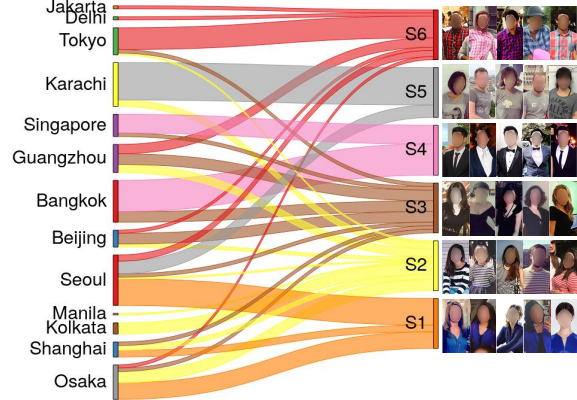 Jakarta
Delhi
Tokyo
Karachi
Singapore
Guangzhou
Bangkok
Beijing
Seoul
Manila
Kolkata
Shanghai
Osaka
S6
S5
S4
S3
S2
S1